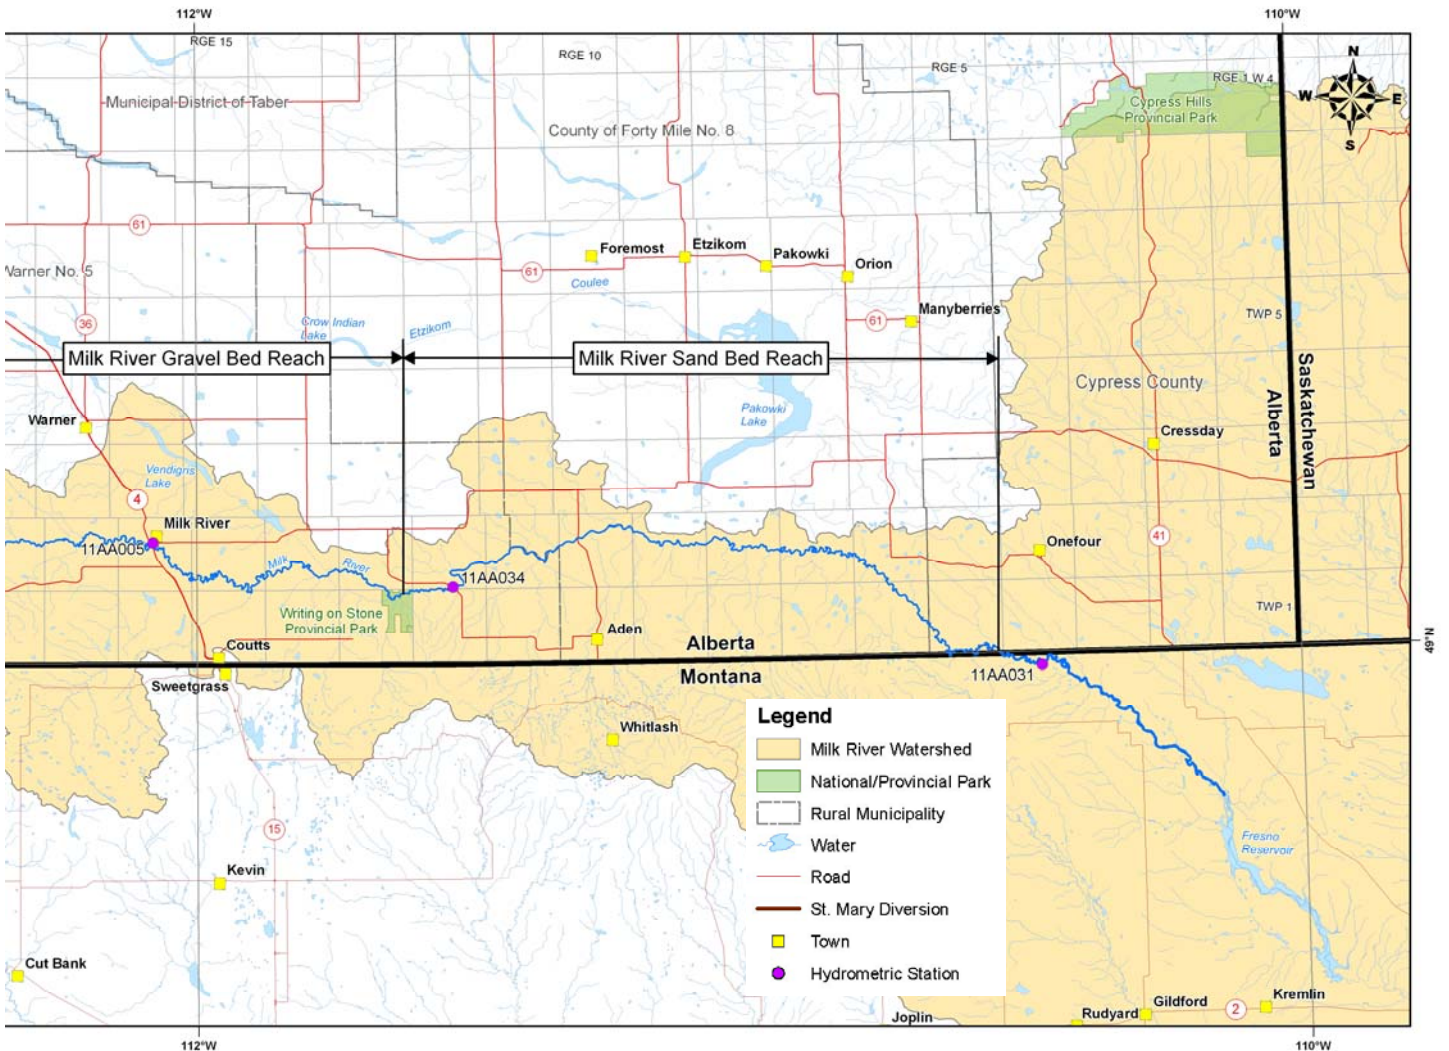 112°W
110°W
RGE 15
RGE 10
RGE 5
RGE 1 W 4
N
W
E
S
Municipal District of Taber
County of Forty Mile No. 8
Cypress Hills
Provincial Park
61
Foremost
Etzikom
Pakowki
Orion
Warner No. 5
61
Coulee
Manyberries
61
TWP 5
36
Crow Indian
Lake
Etzikom
Milk River Gravel Bed Reach
Milk River Sand Bed Reach
Cypress County
Saskatchewan
Alberta
Warner
Pakowki
Lake
Cressday
Vendigris
Lake
4
Milk River
11AA005
Milk
River
11AA034
Onefour
41
Writing on Stone
Provincial Park
Aden
TWP 1
49°N
Coutts
Alberta
Montana
Sweetgrass
11AA031
Whitlash
Legend
Milk River Watershed
National/Provincial Park
Rural Municipality
Water
Road
St. Mary Diversion
Town
Hydrometric Station
15
Fresno
Reservoir
Kevin
Cut Bank
Joplin
Rudyard
Gildford
2
Kremlin
112°W
110°W